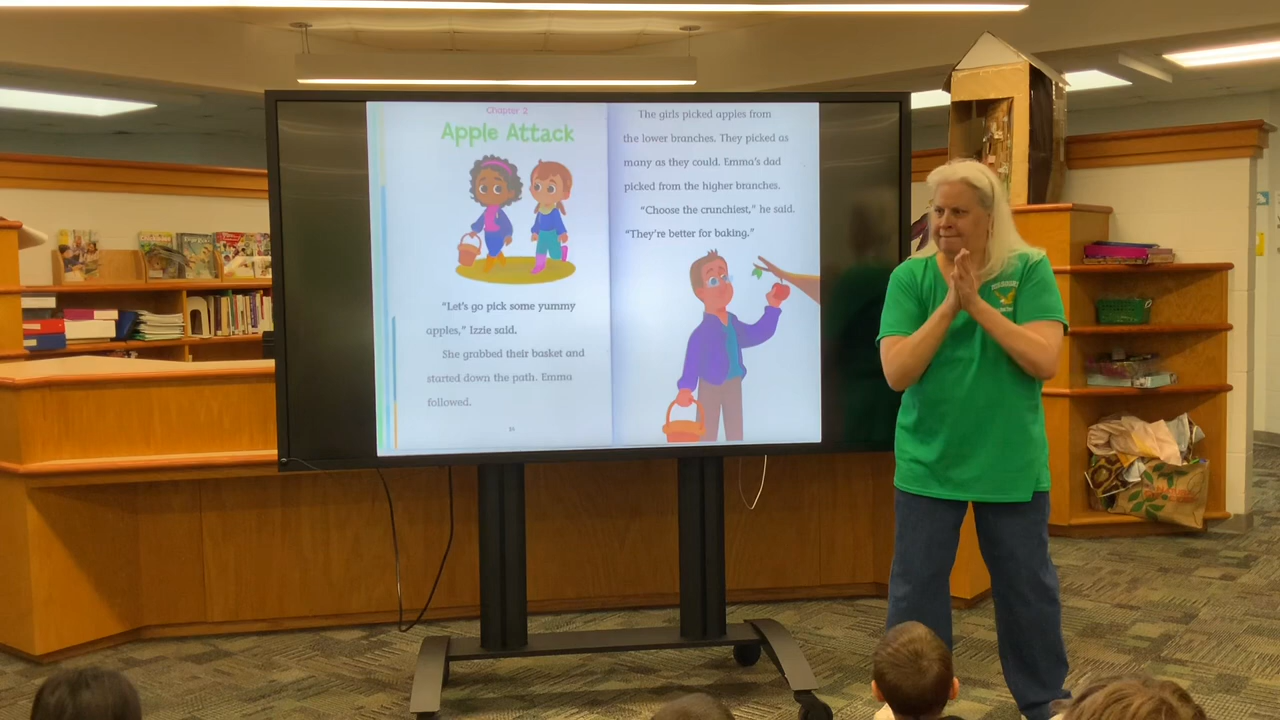 Chapter 2
Apple Attack
"Let's go pick some yummy
apples," Izzie said.
She grabbed their basket and
started down the path. Emma
followed.
The girls picked apples from
the lower branches. They picked as
many as they could. Emma's dad
picked from the higher branches.
"Choose the crunchiest," he said.
"They're better for baking."